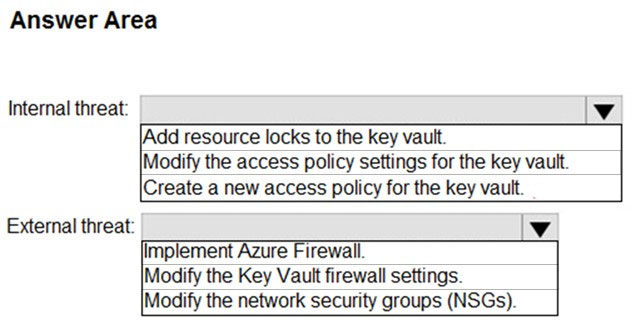 Answer Area
Internal threat:
Add resource locks to the key vault.
Modify the access policy settings for the key vault.
Create a new access policy for the key vault.
External threat:
Implement Azure Firewall.
Modify the Key Vault firewall settings.
Modify the network security groups (NSGs).